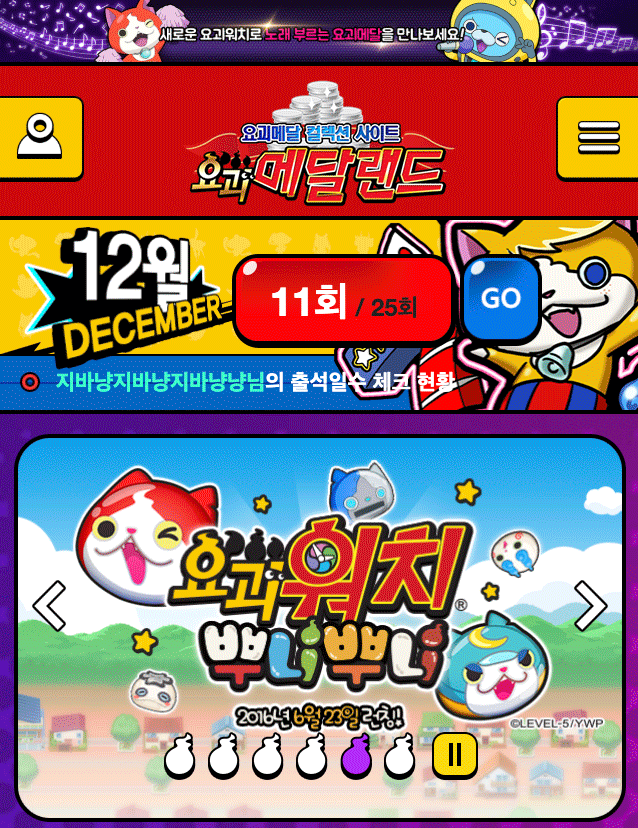 새로운 요괴워치로 노래 부르는 요괴메달을 만나보세요!
요괴메달 컬렉션 사이트
요괴 메달랜드
12월
DECEMBER
11회 / 25회
GO
지바냥지바냥지바냥냥님의 출석일수 체크 현황
요괴워치
®
뿌니뿌니
2016년 6월 23일 런칭!
©LEVEL-5/YWP